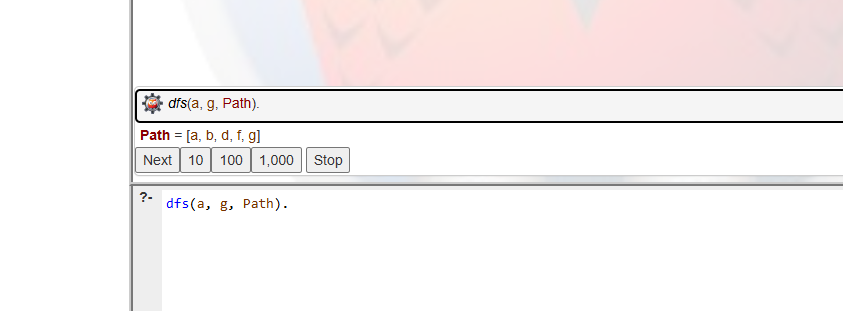 dfs(a, g, Path).
Path = [a, b, d, f, g]
Next 10 100 1,000 Stop
?- dfs(a, g, Path).